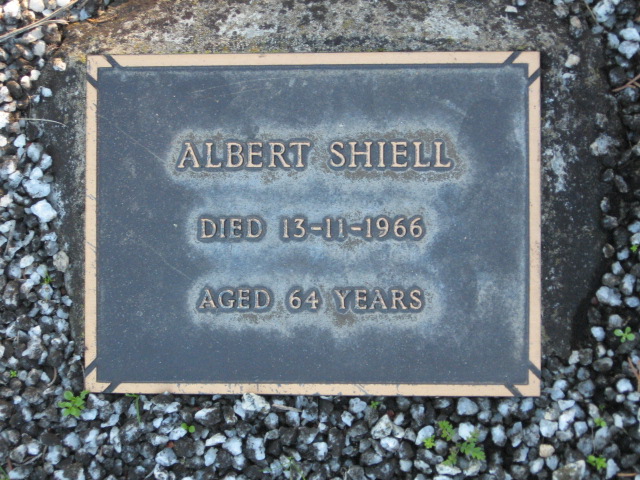 ALBERT SHIELL
DIED 13-11-1966
AGED 64 YEARS